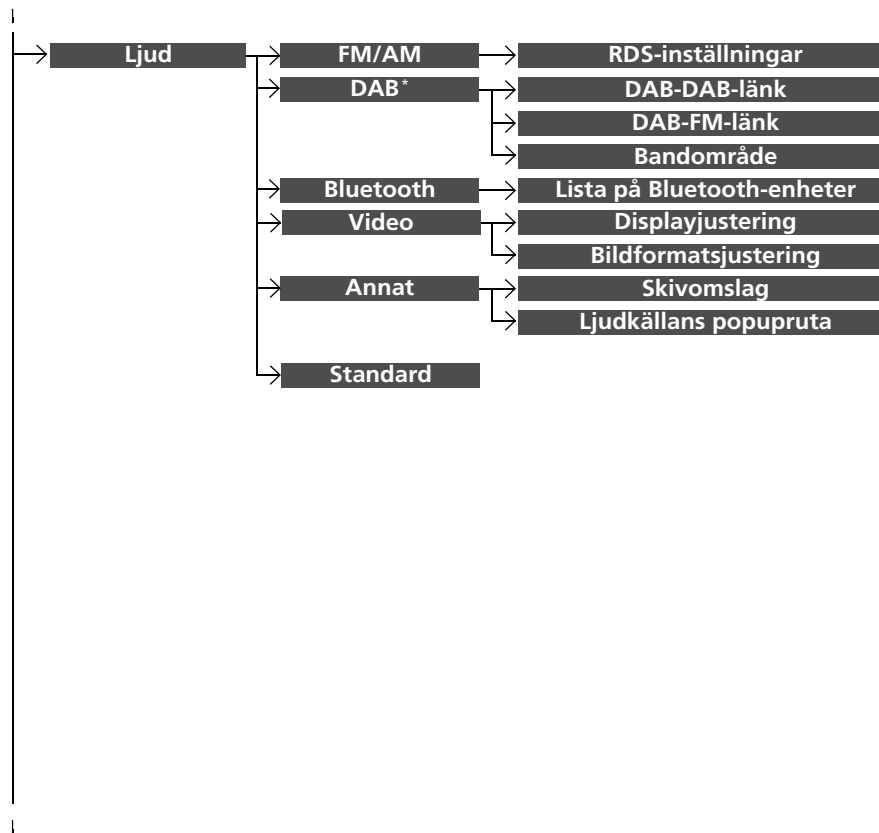 Ljud
FM/AM
RDS-inställningar
DAB*
DAB-DAB-länk
DAB-FM-länk
Bandområde
Bluetooth
Lista på Bluetooth-enheter
Video
Displayjustering
Bildformatsjustering
Annat
Skivomslag
Ljudkällans popupruta
Standard